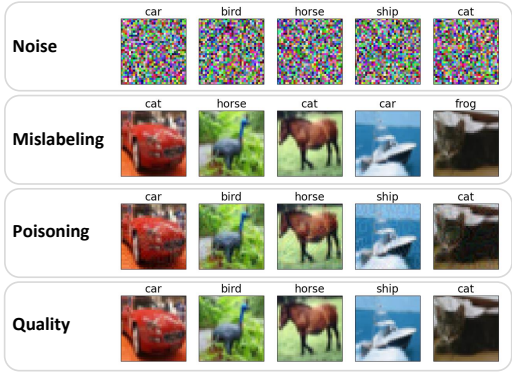 car bird horse ship cat
Noise
cat horse cat car frog
Mislabeling
car bird horse ship cat
Poisoning
car bird horse ship cat
Quality